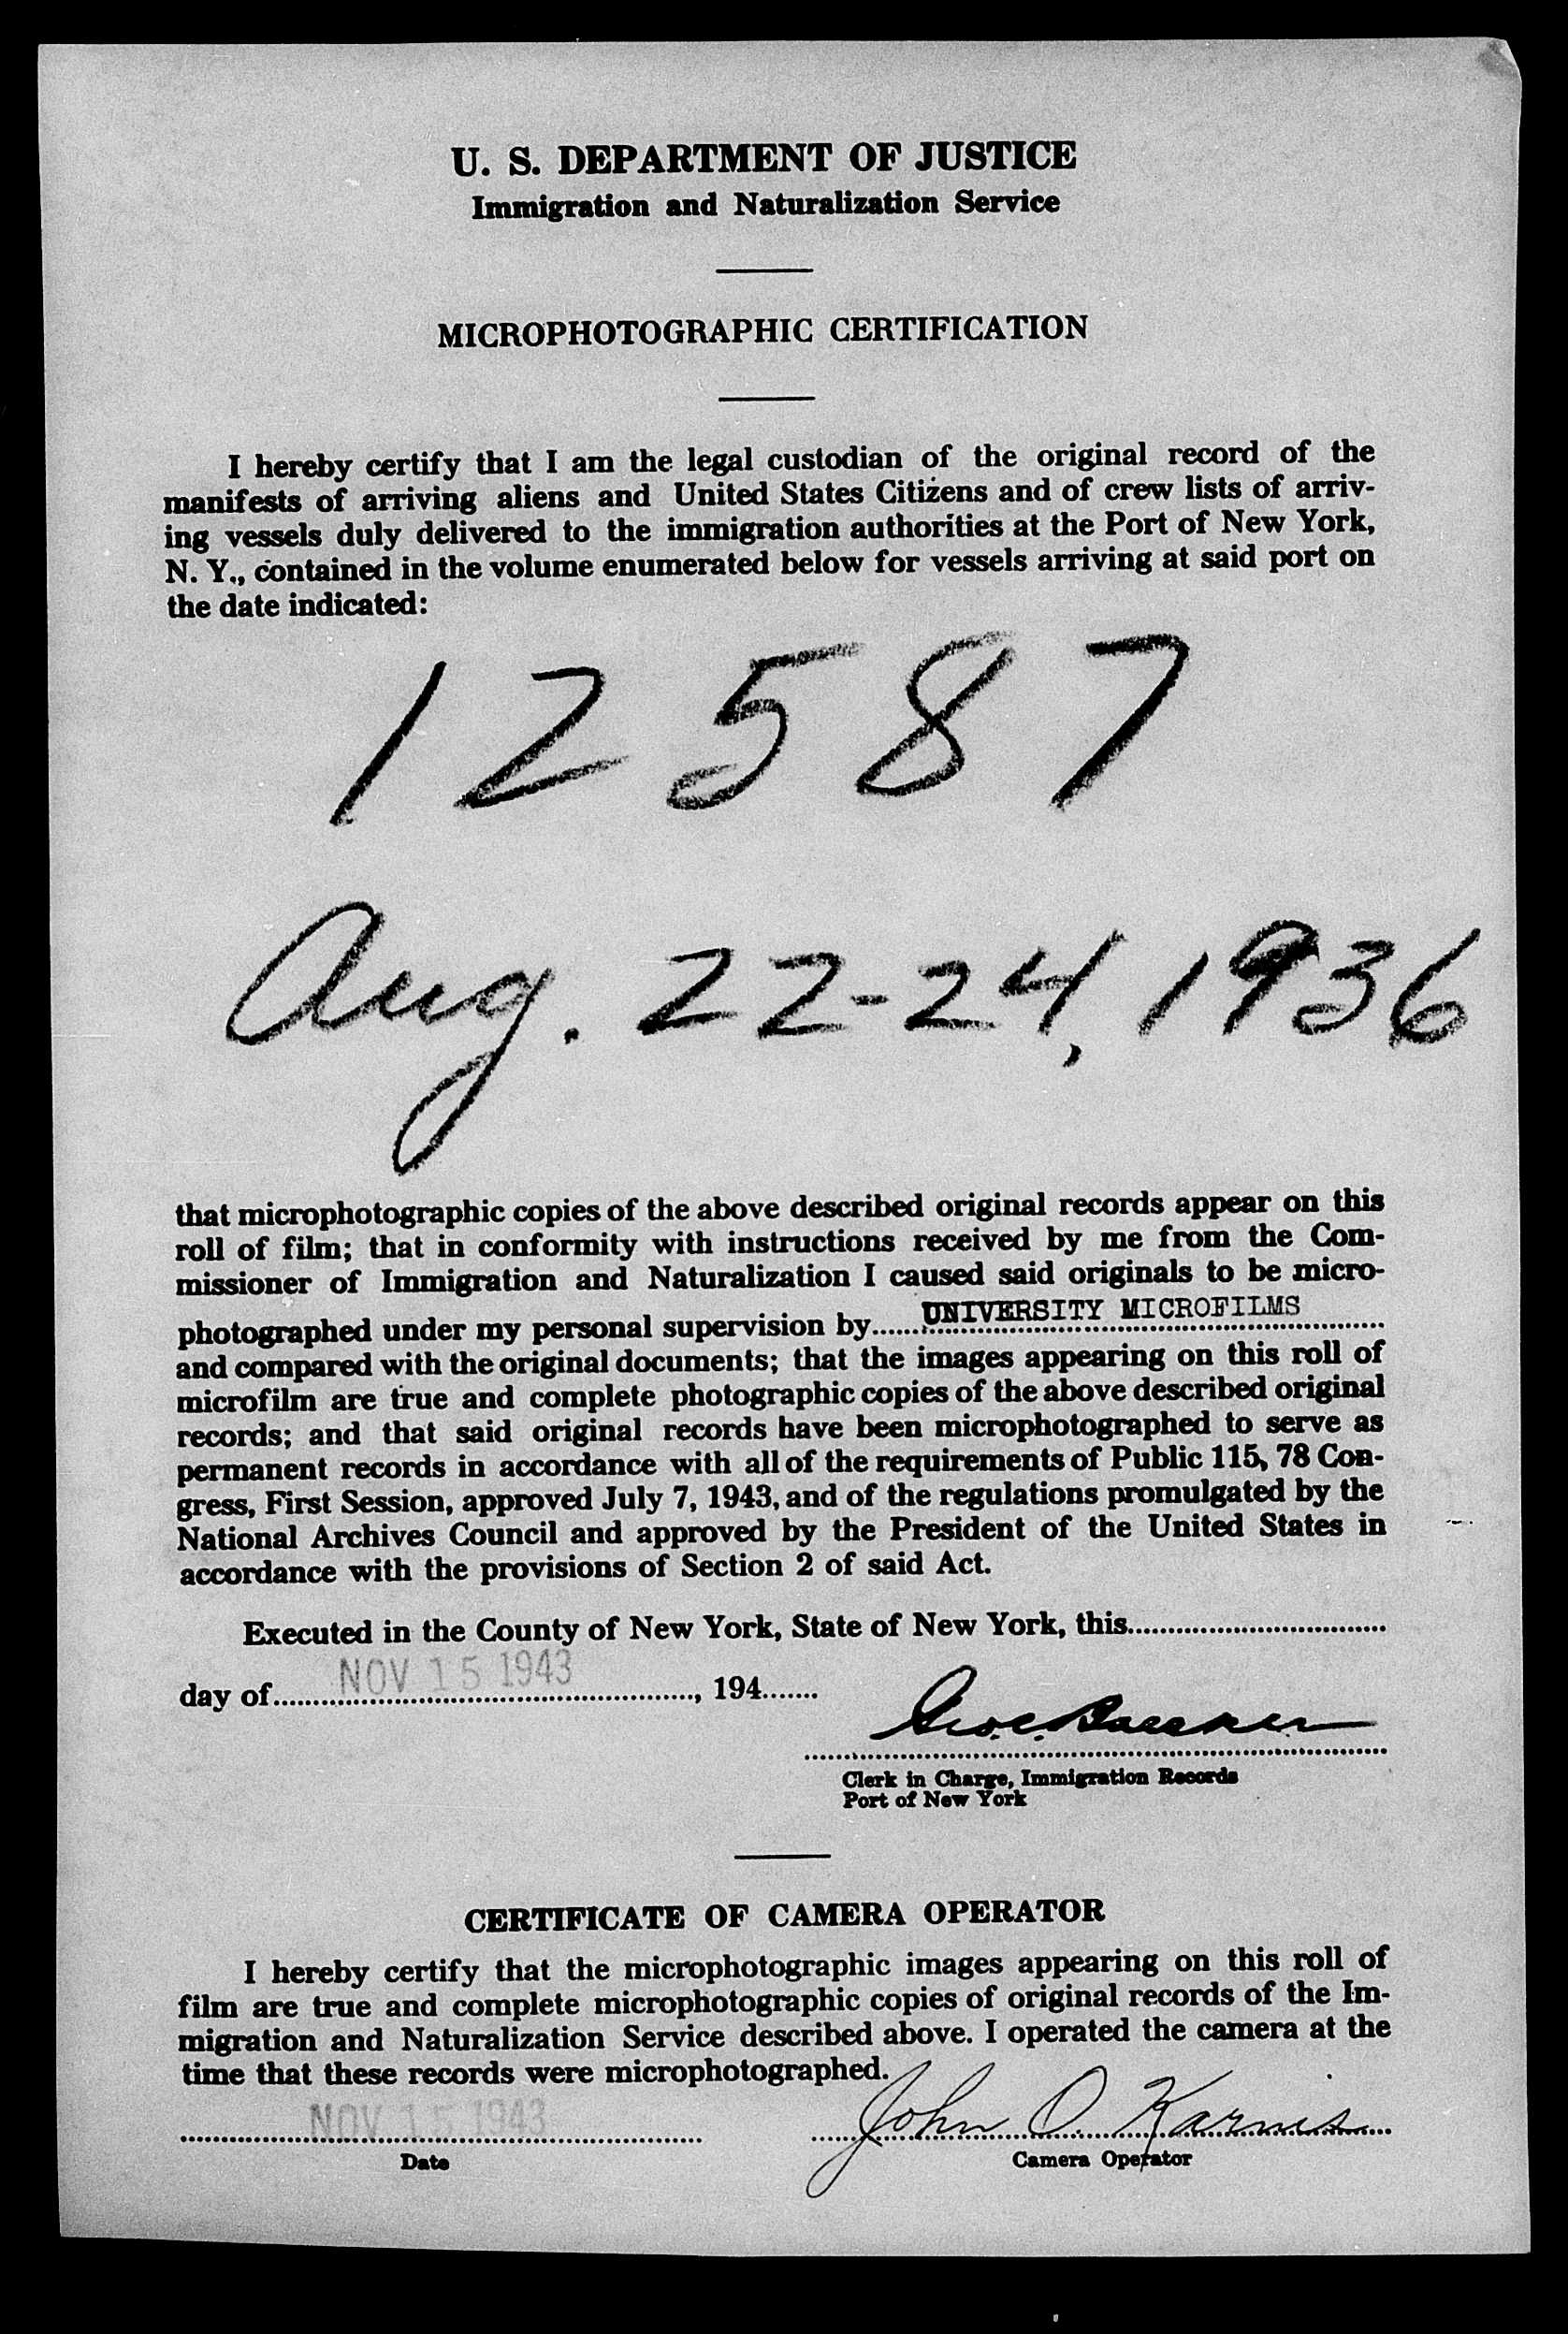 U. S. DEPARTMENT OF JUSTICE
Immigration and Naturalization Service
MICROPHOTOGRAPHIC CERTIFICATION
I hereby certify that I am the legal custodian of the original record of the
manifests of arriving aliens and United States Citizens and of crew lists of arriv-
ing vessels duly delivered to the immigration authorities at the Port of New York,
N. Y., contained in the volume enumerated below for vessels arriving at said port on
the date indicated:
12587
Aug. 22-24, 1936
that microphotographic copies of the above described original records appear on this
roll of film; that in conformity with instructions received by me from the Com-
missioner of Immigration and Naturalization I caused said originals to be micro-
photographed under my personal supervision by......UNIVERSITY MICROFILMS
and compared with the original documents; that the images appearing on this roll of
microfilm are true and complete photographic copies of the above described original
records; and that said original records have been microphotographed to serve as
permanent records in accordance with all of the requirements of Public 115, 78 Con-
gress, First Session, approved July 7, 1943, and of the regulations promulgated by the
National Archives Council and approved by the President of the United States in
accordance with the provisions of Section 2 of said Act.
Executed in the County of New York, State of New York, this
day of NOV 15 1943, 194
Clerk in Charge, Immigration Records
Port of New York
CERTIFICATE OF CAMERA OPERATOR
I hereby certify that the microphotographic images appearing on this roll of
film are true and complete microphotographic copies of original records of the Im-
migration and Naturalization Service described above. I operated the camera at the
time that these records were microphotographed.
NOV 15 1943 John O. Karnis
Date Camera Operator